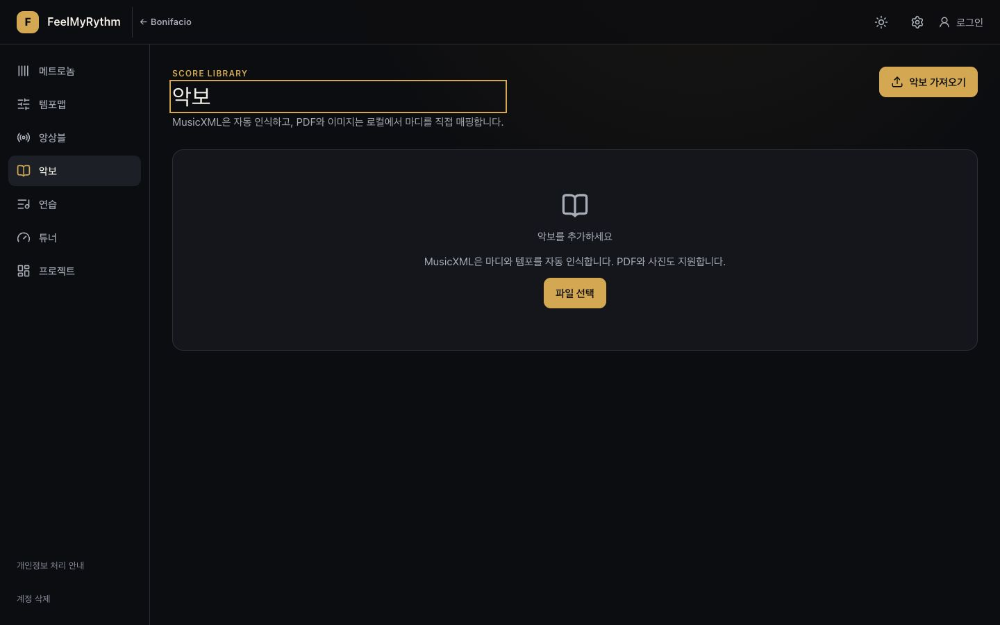 F FeelMyRythm
← Bonifacio
로그인
메트로놈
템포맵
앙상블
악보
연습
튜너
프로젝트
개인정보 처리 안내
계정 삭제
SCORE LIBRARY
악보
MusicXML은 자동 인식하고, PDF와 이미지는 로컬에서 마디를 직접 매핑합니다.
악보 가져오기
악보를 추가하세요
MusicXML은 마디와 템포를 자동 인식합니다. PDF와 사진도 지원합니다.
파일 선택